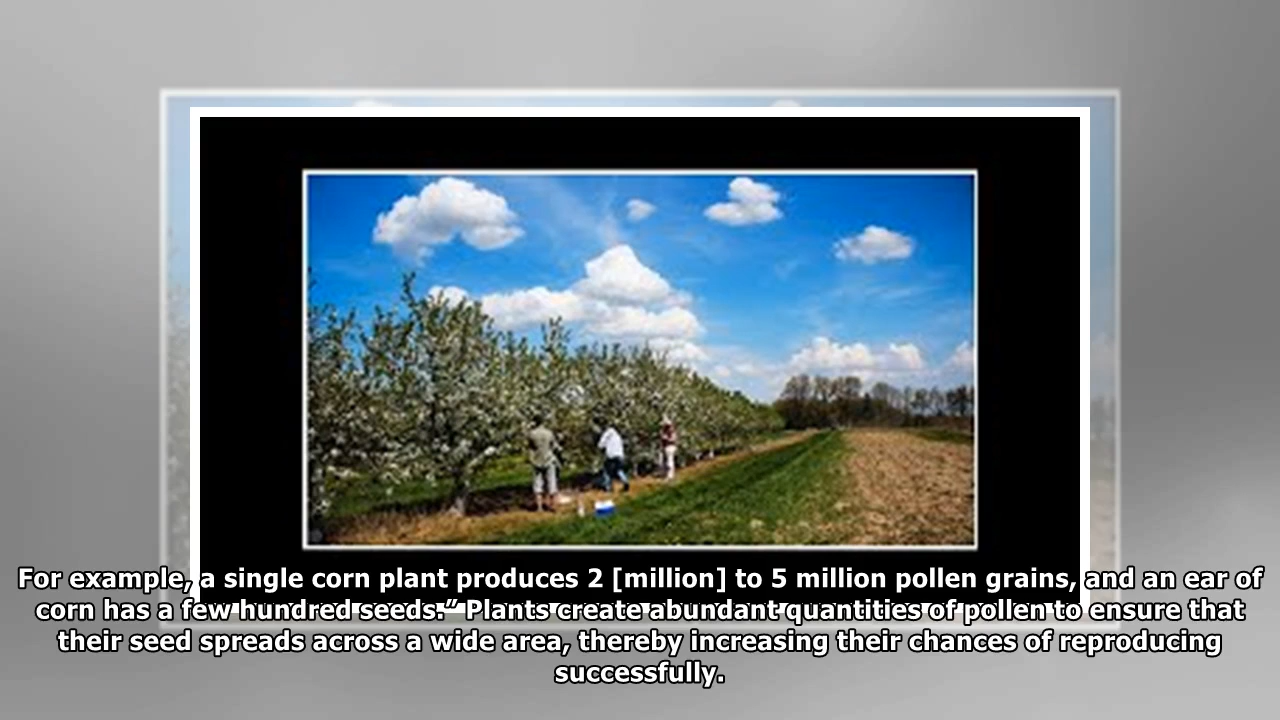 For example, a single corn plant produces 2 [million] to 5 million pollen grains, and an ear of
corn has a few hundred seeds.” Plants create abundant quantities of pollen to ensure that
their seed spreads across a wide area, thereby increasing their chances of reproducing
successfully.